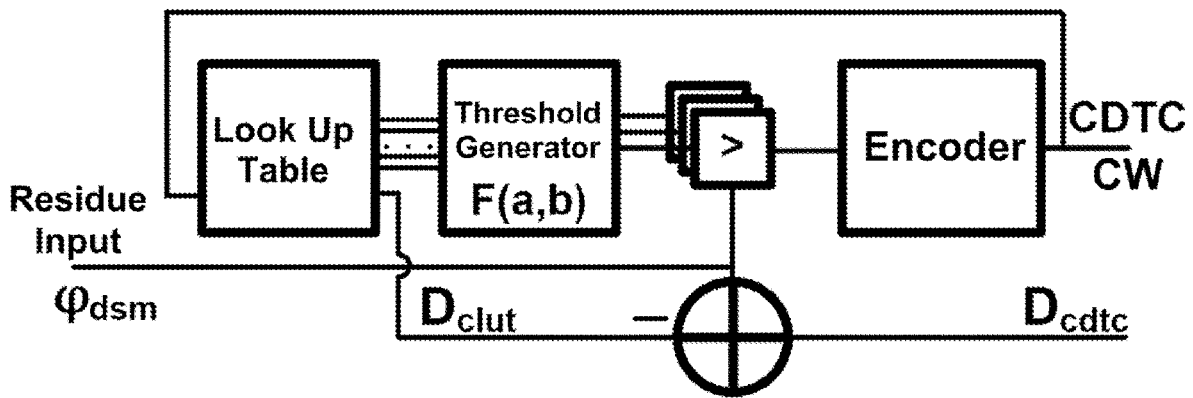 Look Up
Table
· · ·
Threshold
Generator
F(a,b)
>
Encoder
CDTC
CW
Residue
Input
φdsm
Dclut
−
Dcdtc